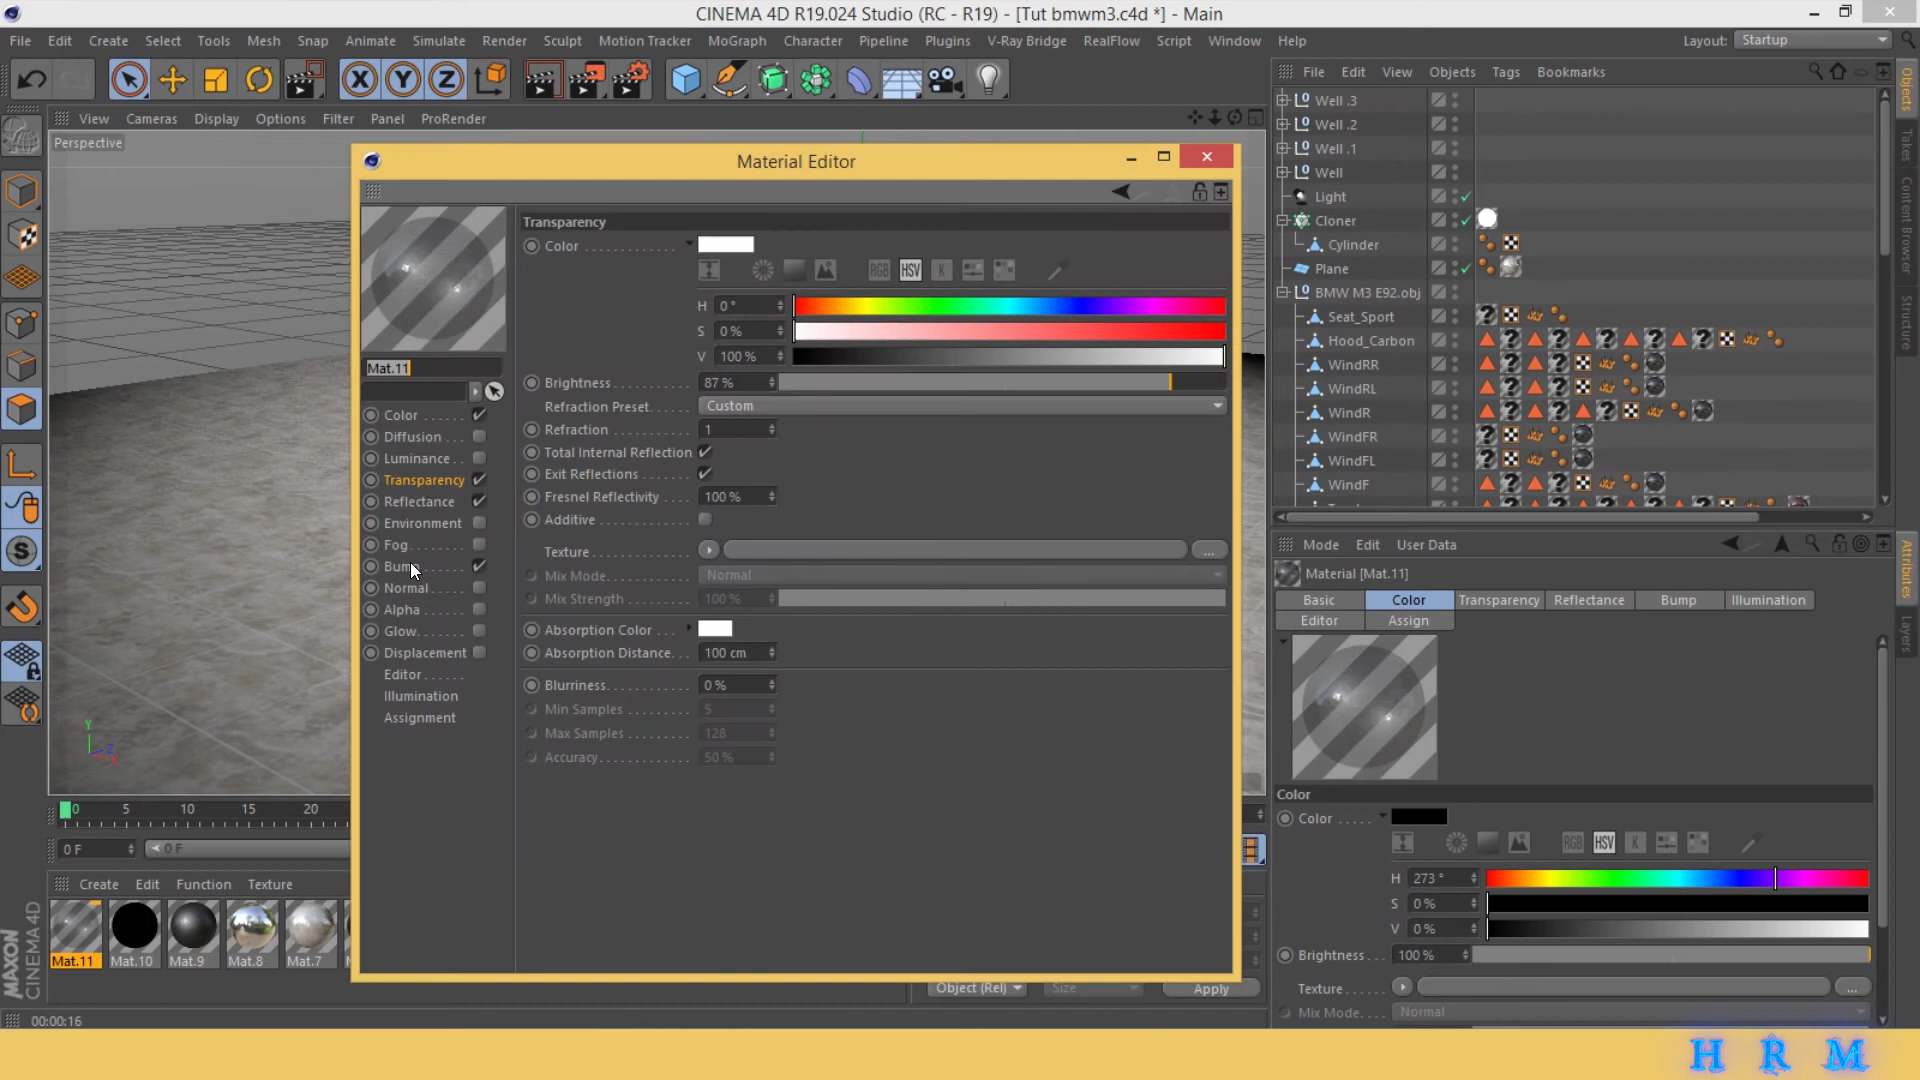 CINEMA 4D R19.024 Studio (RC - R19) - [Tut bmwm3.c4d *] - Main
File Edit Create Select Tools Mesh Snap Animate Simulate Render Sculpt Motion Tracker MoGraph Character Pipeline Plugins V-Ray Bridge RealFlow Script Window Help
Layout: Startup
X Y Z
File Edit View Objects Tags Bookmarks
View Cameras Display Options Filter Panel ProRender
Perspective
Material Editor
Transparency
Color
RGB HSV K
H 0 °
S 0 %
V 100 %
Brightness 87 %
Refraction Preset Custom
Refraction 1
Total Internal Reflection
Exit Reflections
Fresnel Reflectivity 100 %
Additive
Texture ...
Mix Mode Normal
Mix Strength 100 %
Absorption Color
Absorption Distance 100 cm
Blurriness 0 %
Min Samples 5
Max Samples 128
Accuracy 50 %
Mat.11
Color
Diffusion
Luminance
Transparency
Reflectance
Environment
Fog
Bump
Normal
Alpha
Glow
Displacement
Editor
Illumination
Assignment
Well .3
Well .2
Well .1
Well
Light
Cloner
Cylinder
Plane
BMW M3 E92.obj
Seat_Sport
Hood_Carbon
WindRR
WindRL
WindR
WindFR
WindFL
WindF
Objects
Takes
Content Browser
Structure
Mode Edit User Data
Material [Mat.11]
Basic Color Transparency Reflectance Bump Illumination
Editor Assign
Color
Color
RGB HSV K
H 273 °
S 0 %
V 0 %
Brightness 100 %
Texture ...
Mix Mode Normal
Attributes
Layers
Y
Z
X
0 5 10 15 20
0 F 0 F
Create Edit Function Texture
Mat.11 Mat.10 Mat.9 Mat.8 Mat.7
Object (Rel) Size Apply
MAXON
CINEMA 4D
00:00:16
H R M